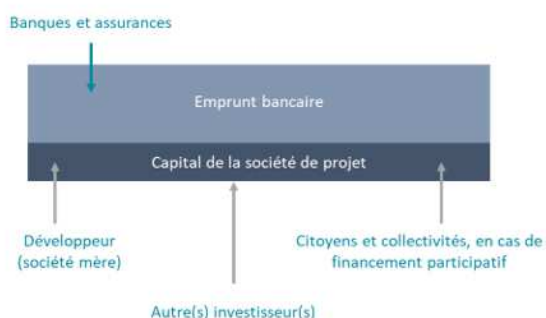 Banques et assurances
Emprunt bancaire
Capital de la société de projet
Développeur
(société mère)
Citoyens et collectivités, en cas de
financement participatif
Autre(s) investisseur(s)